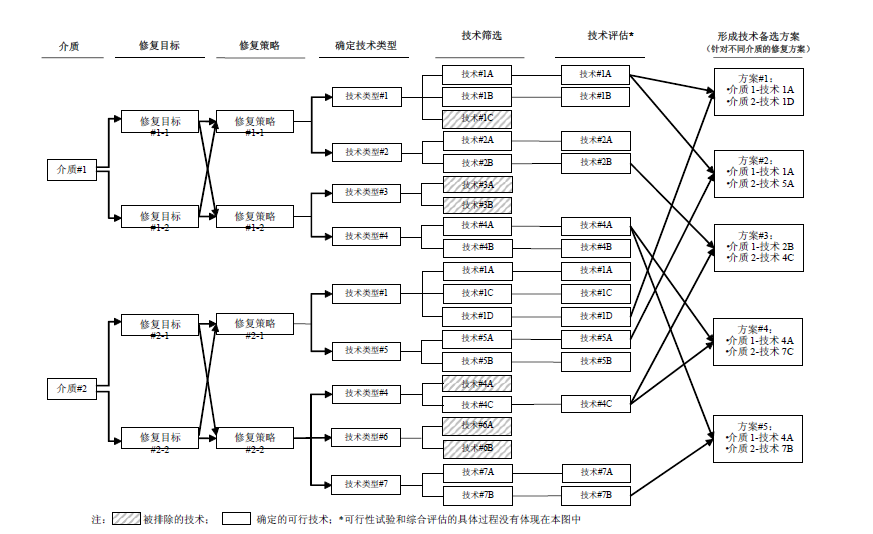 介质
修复目标
修复策略
确定技术类型
技术筛选
技术评估*
形成技术备选方案
（针对不同介质的修复方案）
介质#1
修复目标
#1-1
修复目标
#1-2
修复策略
#1-1
修复策略
#1-2
技术类型#1
技术类型#2
技术类型#3
技术类型#4
技术#1A
技术#1B
技术#1C
技术#2A
技术#2B
技术#3A
技术#3B
技术#4A
技术#4B
技术#1A
技术#1B
技术#2A
技术#2B
技术#4A
技术#4B
介质#2
修复目标
#2-1
修复目标
#2-2
修复策略
#2-1
修复策略
#2-2
技术类型#1
技术类型#5
技术类型#4
技术类型#6
技术类型#7
技术#1A
技术#1C
技术#1D
技术#5A
技术#5B
技术#4A
技术#4C
技术#6A
技术#6B
技术#7A
技术#7B
技术#1A
技术#1C
技术#1D
技术#5A
技术#5B
技术#4C
技术#7A
技术#7B
方案#1：
•介质 1-技术 1A
•介质 2-技术 1D
方案#2：
•介质 1-技术 1A
•介质 2-技术 5A
方案#3：
•介质 1-技术 2B
•介质 2-技术 4C
方案#4：
•介质 1-技术 4A
•介质 2-技术 7C
方案#5：
•介质 1-技术 4A
•介质 2-技术 7B
注： 被排除的技术； 确定的可行技术；*可行性试验和综合评估的具体过程没有体现在本图中